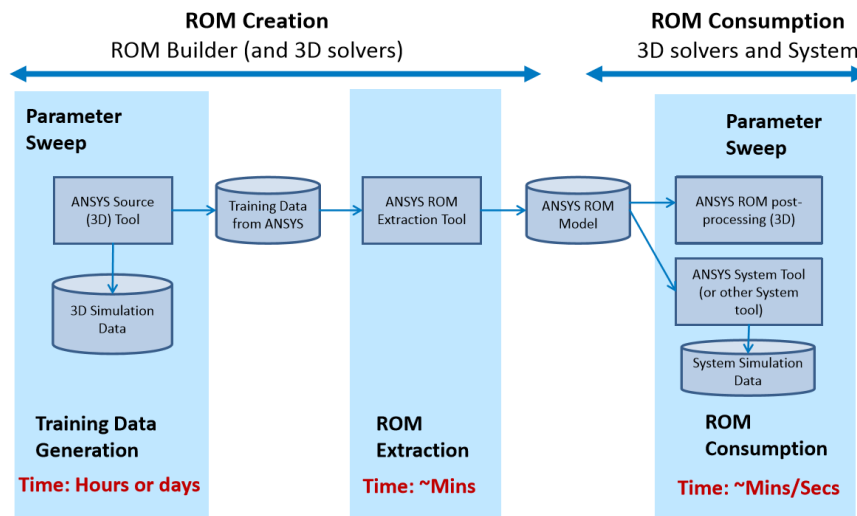 ROM Creation
ROM Builder (and 3D solvers)
ROM Consumption
3D solvers and System
Parameter
Sweep
ANSYS Source
(3D) Tool
3D Simulation
Data
Training Data
Generation
Time: Hours or days
Training Data
from ANSYS
ANSYS ROM
Extraction Tool
ROM
Extraction
Time: ~Mins
ANSYS ROM
Model
Parameter
Sweep
ANSYS ROM post-
processing (3D)
ANSYS System Tool
(or other System
tool)
System Simulation
Data
ROM
Consumption
Time: ~Mins/Secs